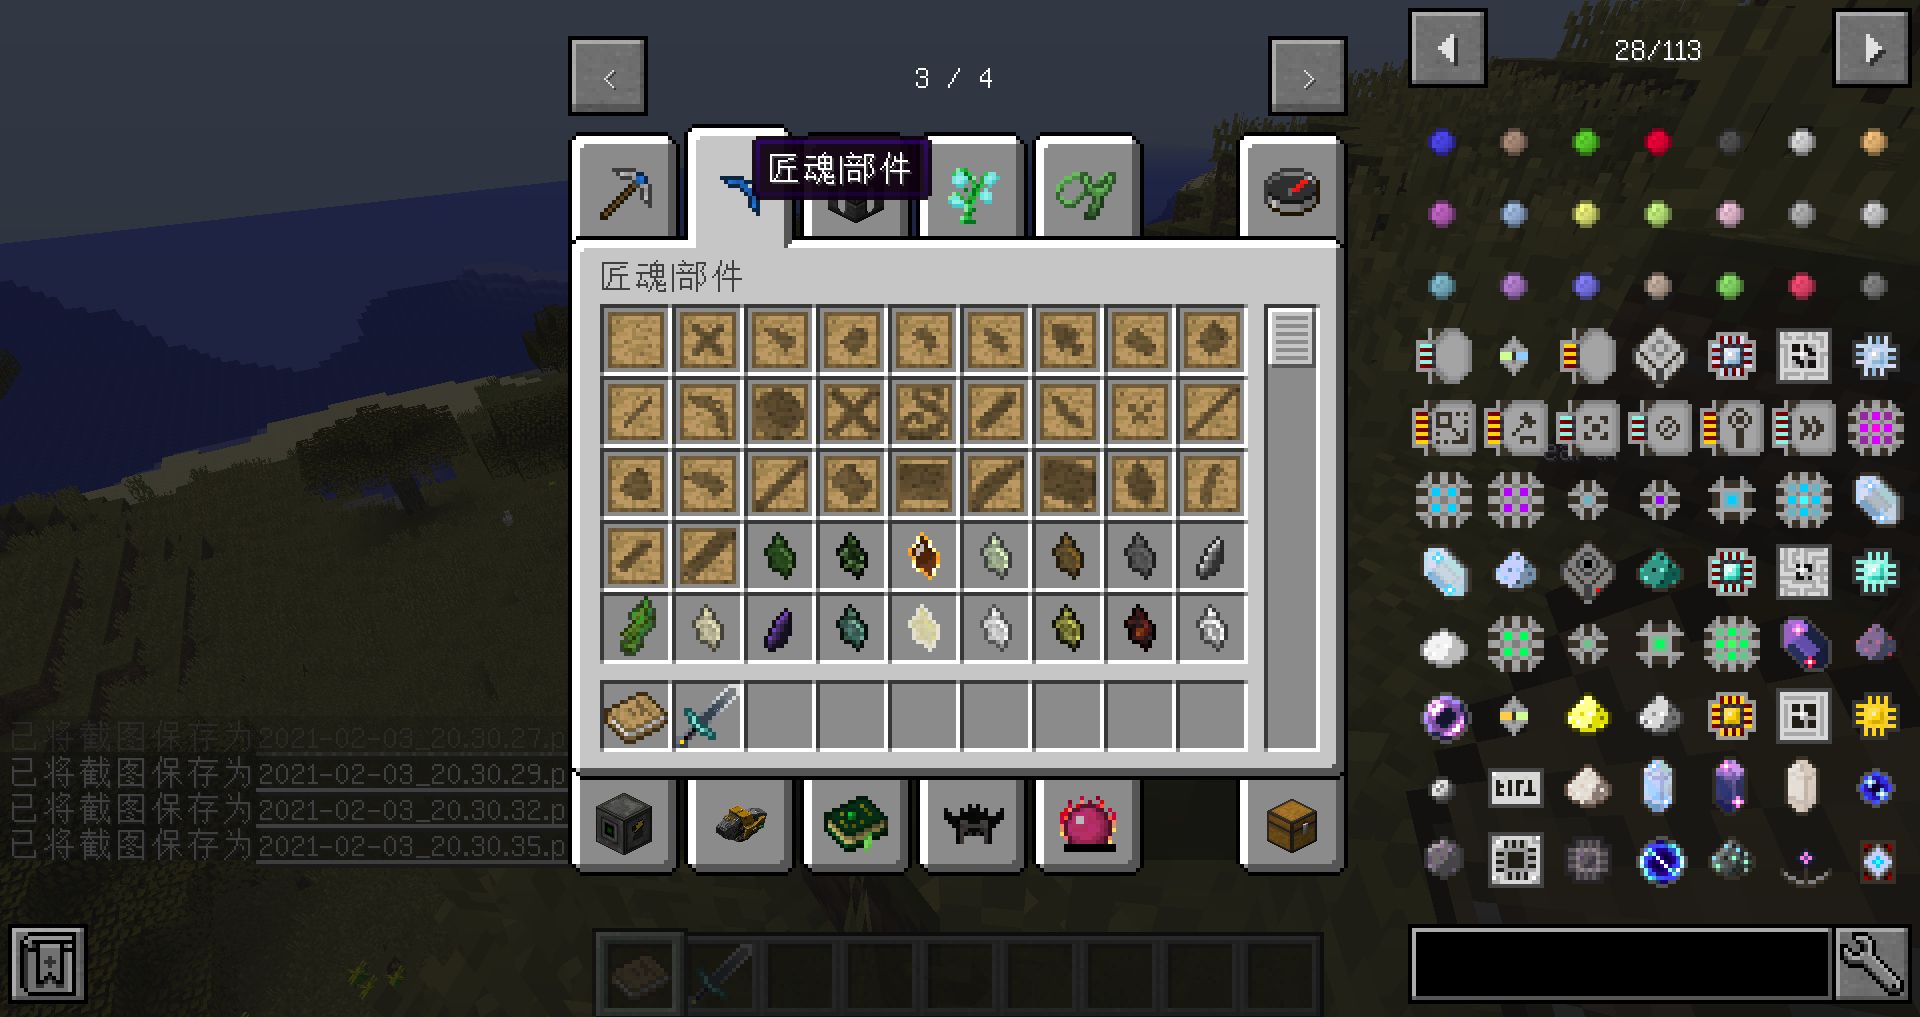 3 / 4
28/113
匠魂|部件
匠魂|部件
已将截图保存为2021-02-03_20.30.27.p
已将截图保存为2021-02-03_20.30.29.p
已将截图保存为2021-02-03_20.30.32.p
已将截图保存为2021-02-03_20.30.35.p